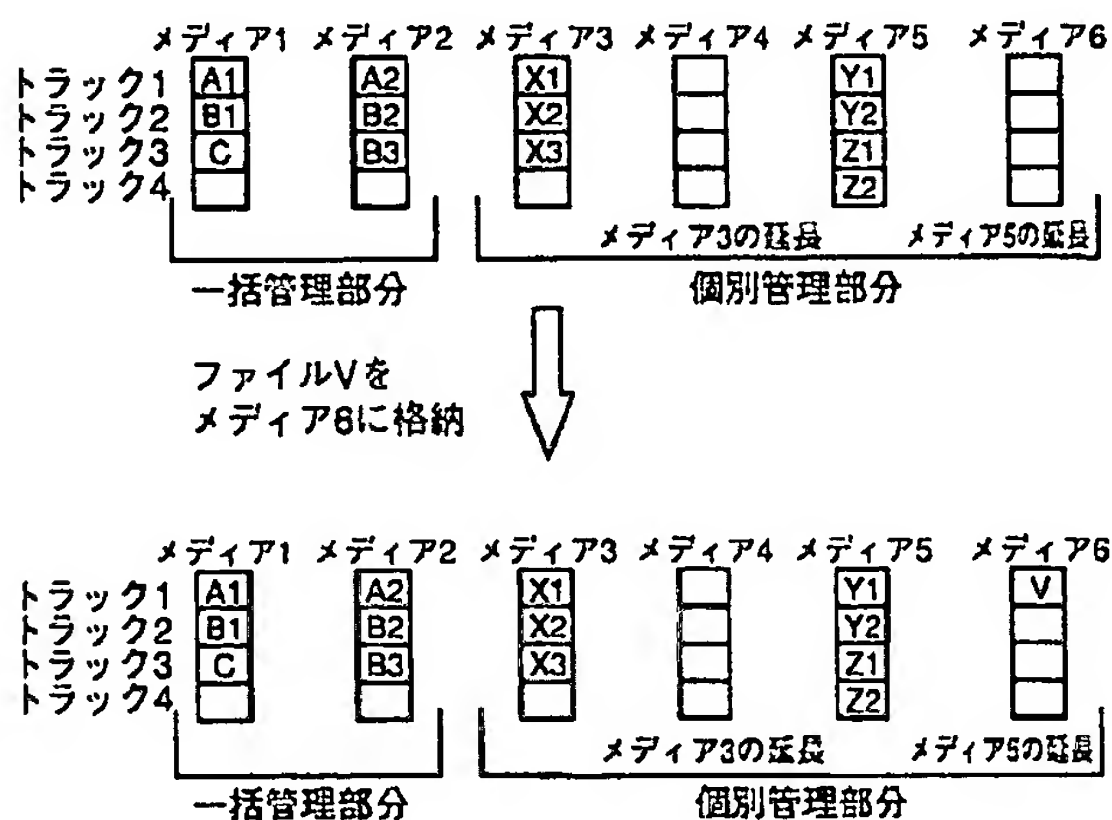 メディア1 メディア2 メディア3 メディア4 メディア5 メディア6
トラック1 A1 A2 X1 Y1
トラック2 B1 B2 X2 Y2
トラック3 C B3 X3 Z1
トラック4 Z2
メディア3の延長 メディア5の延長
一括管理部分 個別管理部分
ファイルVを
メディア6に格納
メディア1 メディア2 メディア3 メディア4 メディア5 メディア6
トラック1 A1 A2 X1 Y1 V
トラック2 B1 B2 X2 Y2
トラック3 C B3 X3 Z1
トラック4 Z2
メディア3の延長 メディア5の延長
一括管理部分 個別管理部分